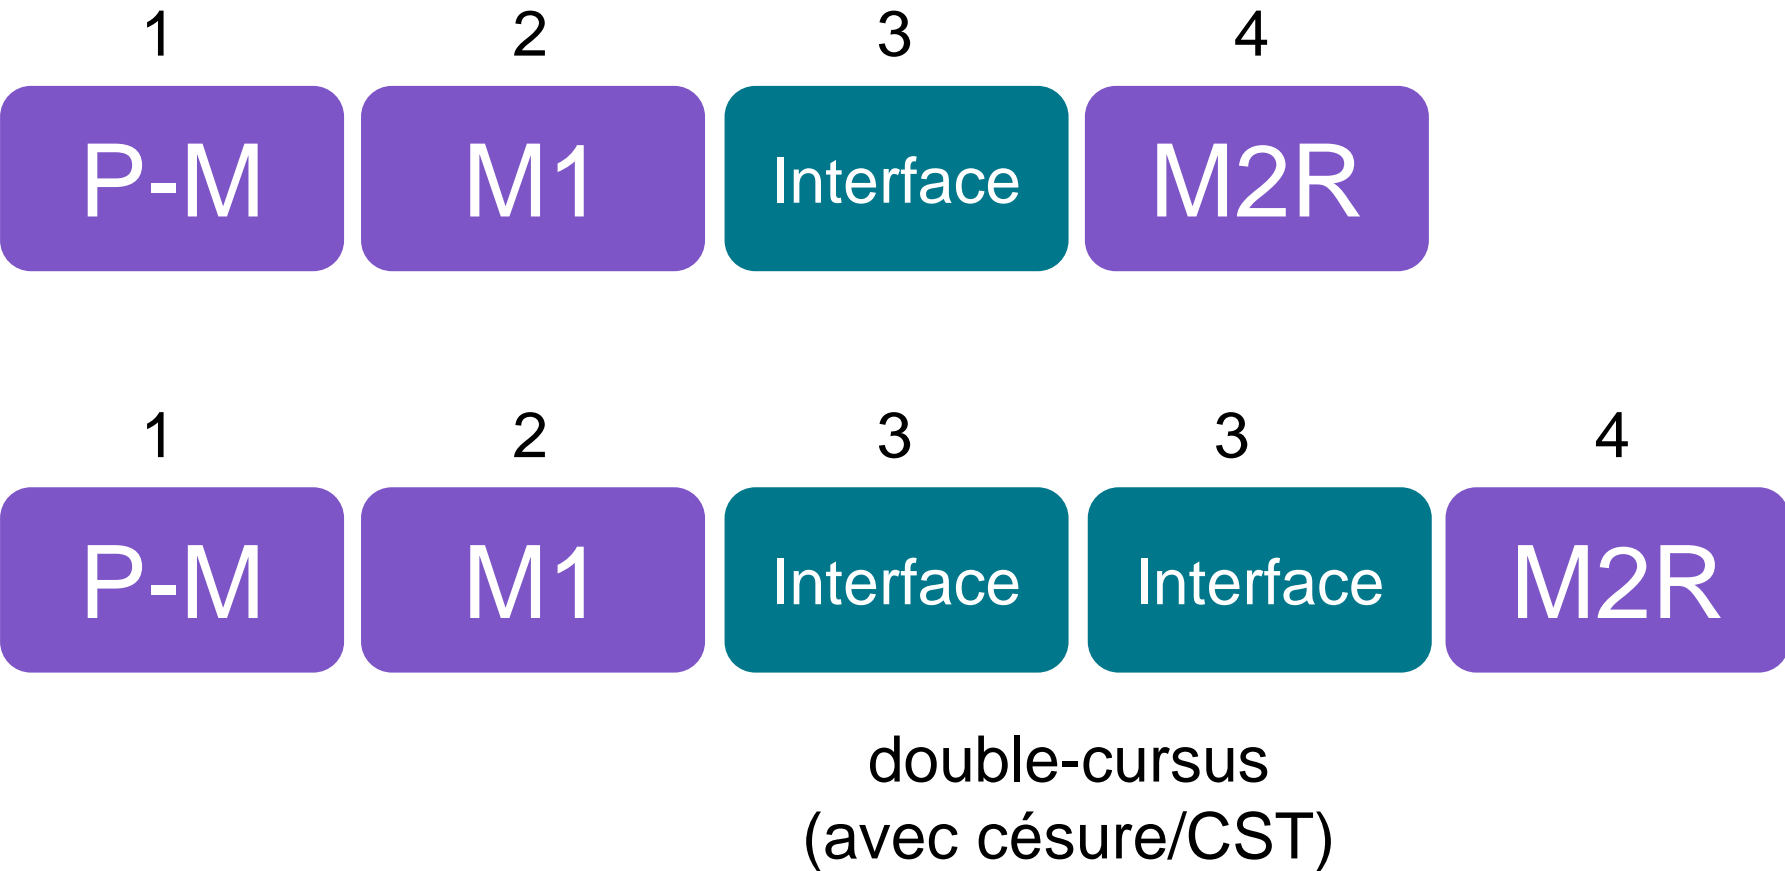 1 2 3 4
P-M M1 Interface M2R
1 2 3 3 4
P-M M1 Interface Interface M2R
double-cursus
(avec césure/CST)